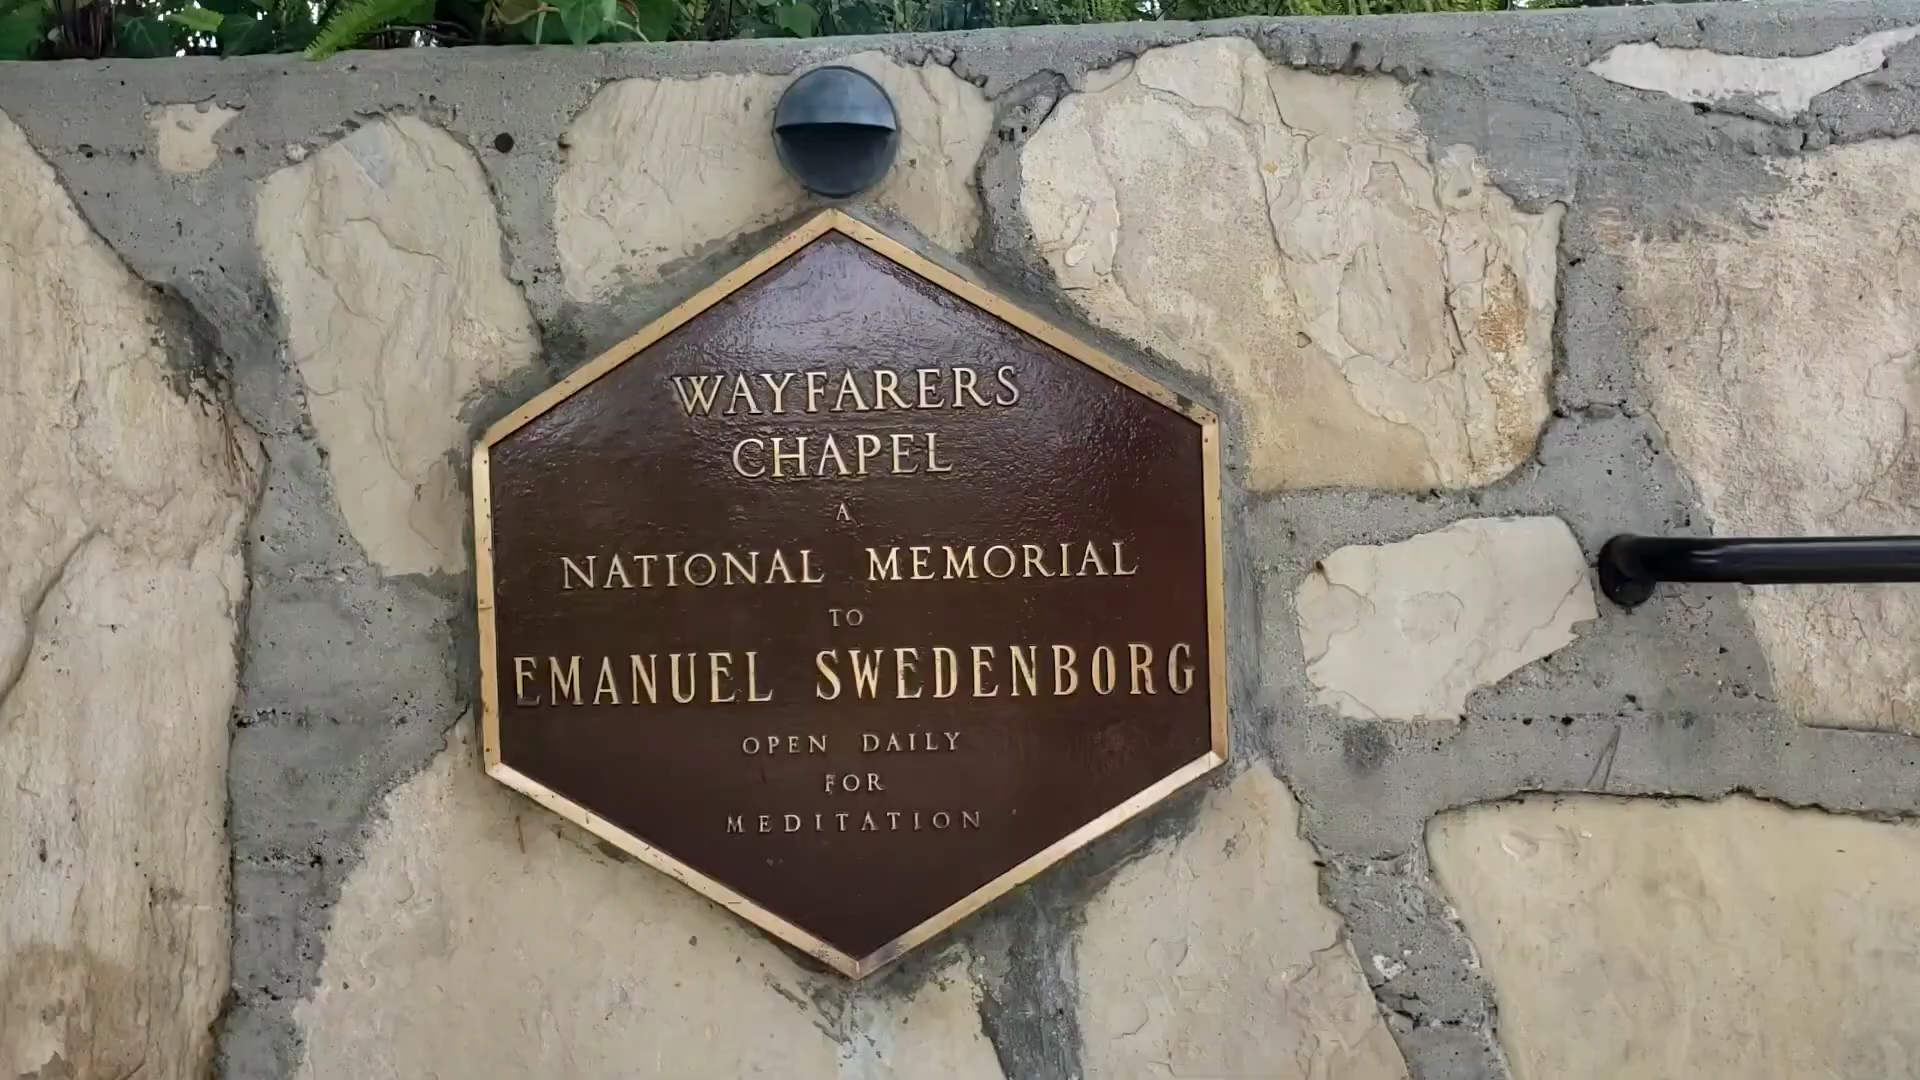 WAYFARERS
CHAPEL
A
NATIONAL MEMORIAL
TO
EMANUEL SWEDENBORG
OPEN DAILY
FOR
MEDITATION